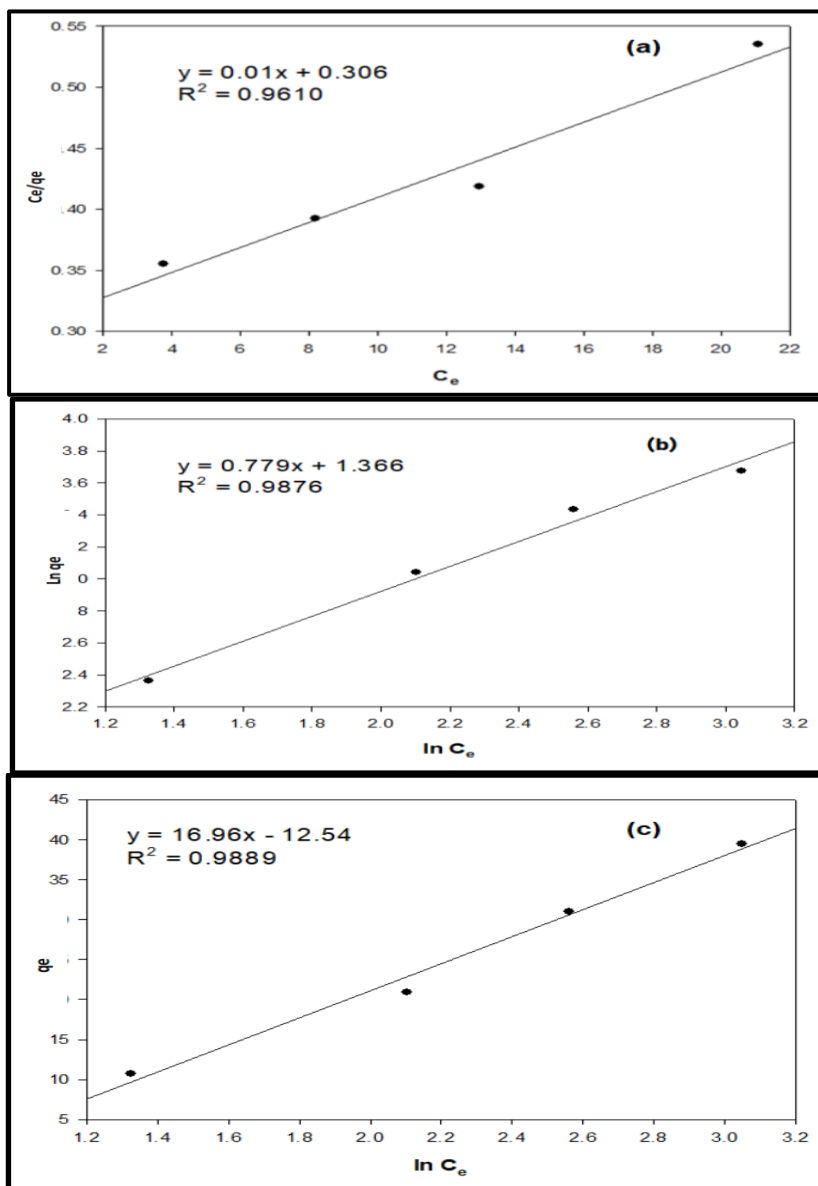 0.55
(a)
y = 0.01x + 0.306
R² = 0.9610
0.50
.45
Ce/qe
.40
0.35
0.30
2 4 6 8 10 12 14 16 18 20 22
Cₑ
4.0
(b)
3.8
y = 0.779x + 1.366
R² = 0.9876
3.6
4
2
Ln qe
0
8
2.6
2.4
2.2
1.2 1.4 1.6 1.8 2.0 2.2 2.4 2.6 2.8 3.0 3.2
ln Cₑ
45
(c)
y = 16.96x - 12.54
R² = 0.9889
40
35
qe
15
10
5
1.2 1.4 1.6 1.8 2.0 2.2 2.4 2.6 2.8 3.0 3.2
ln Cₑ